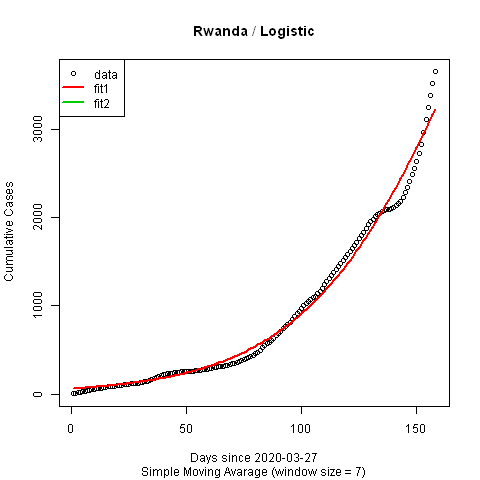 Rwanda / Logistic
data
fit1
fit2
Cumulative Cases
0
1000
2000
3000
0
50
100
150
Days since 2020-03-27
Simple Moving Avarage (window size = 7)